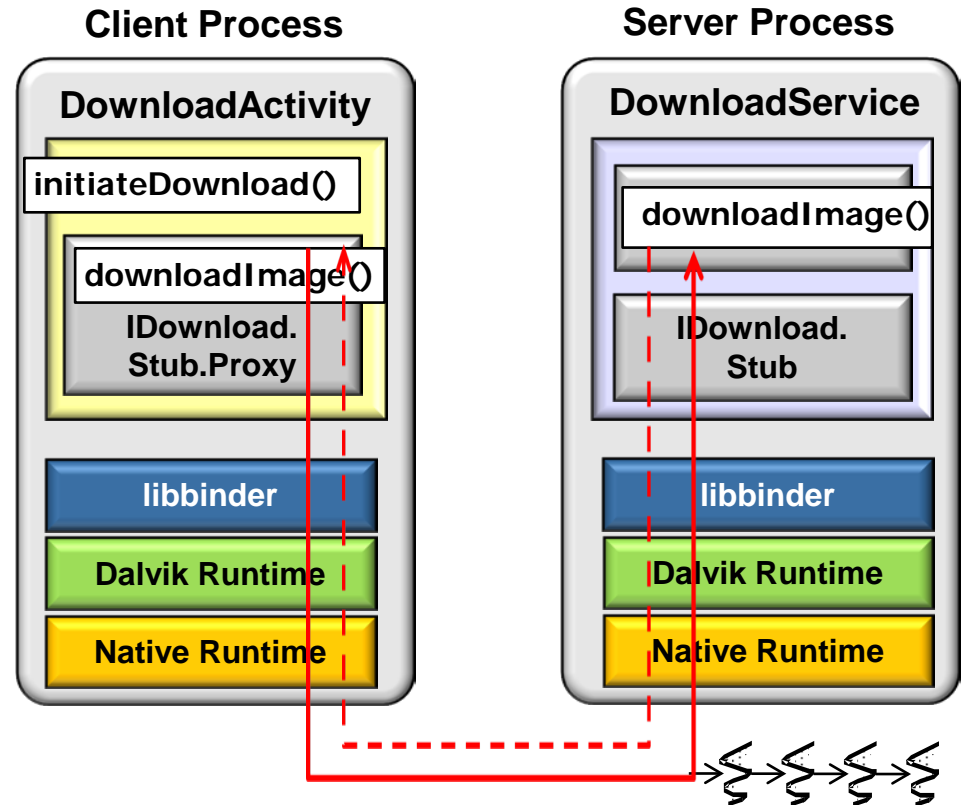 Client Process
DownloadActivity
initiateDownload()
downloadImage()
IDownload.
Stub.Proxy
libbinder
Dalvik Runtime
Native Runtime
Server Process
DownloadService
downloadImage()
IDownload.
Stub
libbinder
Dalvik Runtime
Native Runtime